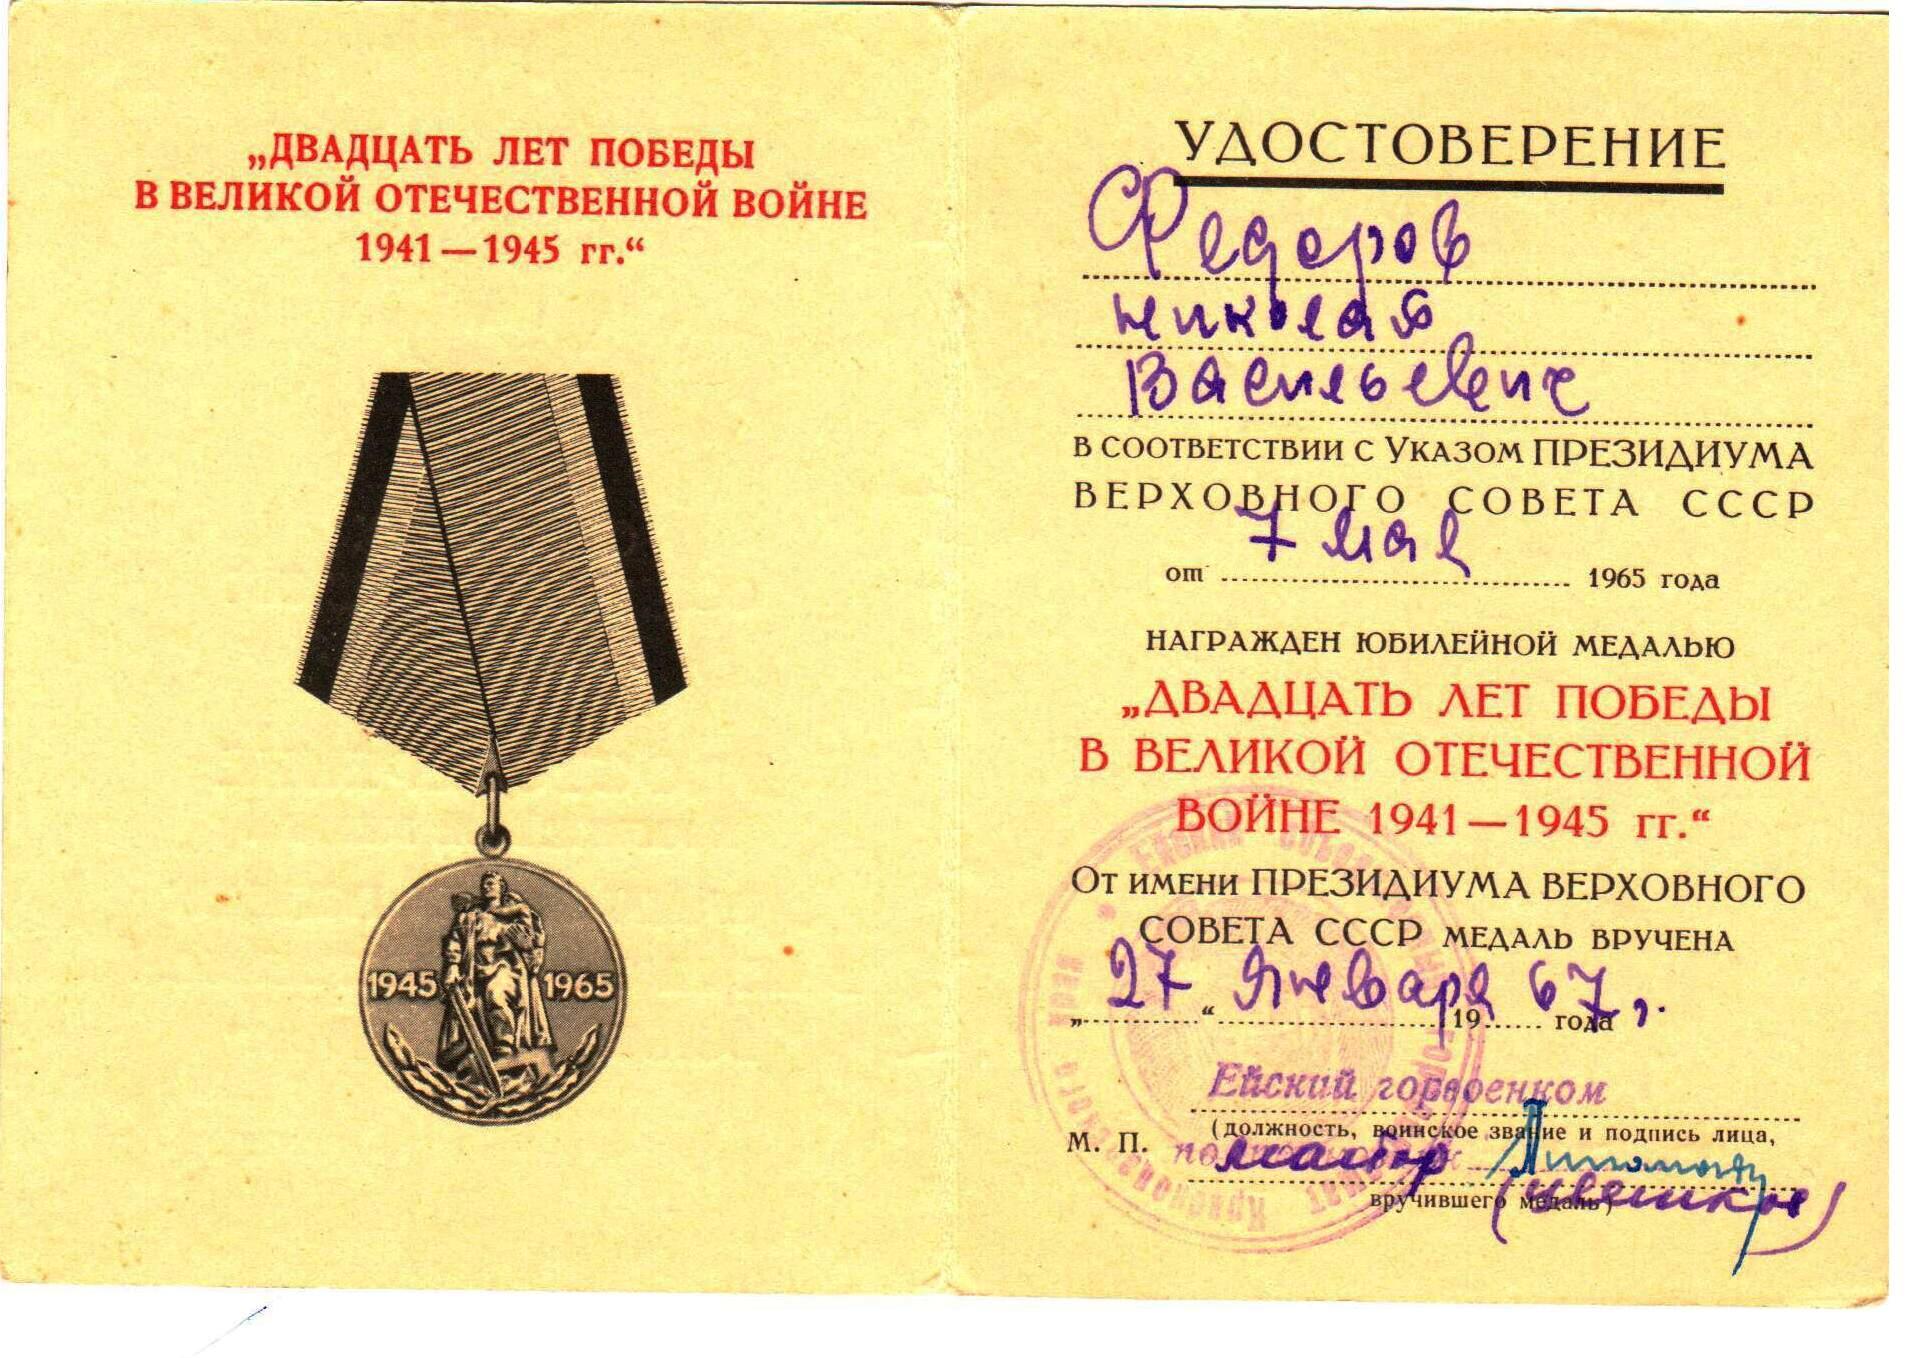 „ДВАДЦАТЬ ЛЕТ ПОБЕДЫ
В ВЕЛИКОЙ ОТЕЧЕСТВЕННОЙ ВОЙНЕ
1941—1945 гг.“
1945 1965
УДОСТОВЕРЕНИЕ
Федоров
Николай
Васильевич
В СООТВЕТСТВИИ С УКАЗОМ ПРЕЗИДИУМА
ВЕРХОВНОГО СОВЕТА СССР
от 7 мая 1965 года
НАГРАЖДЕН ЮБИЛЕЙНОЙ МЕДАЛЬЮ
„ДВАДЦАТЬ ЛЕТ ПОБЕДЫ
В ВЕЛИКОЙ ОТЕЧЕСТВЕННОЙ
ВОЙНЕ 1941—1945 гг.“
ОТ ИМЕНИ ПРЕЗИДИУМА ВЕРХОВНОГО
СОВЕТА СССР МЕДАЛЬ ВРУЧЕНА
„27“ января 1967 года г.
Ейский горвоенком
(должность, воинское звание и подпись лица,
М. П. майор
вручившего медаль)